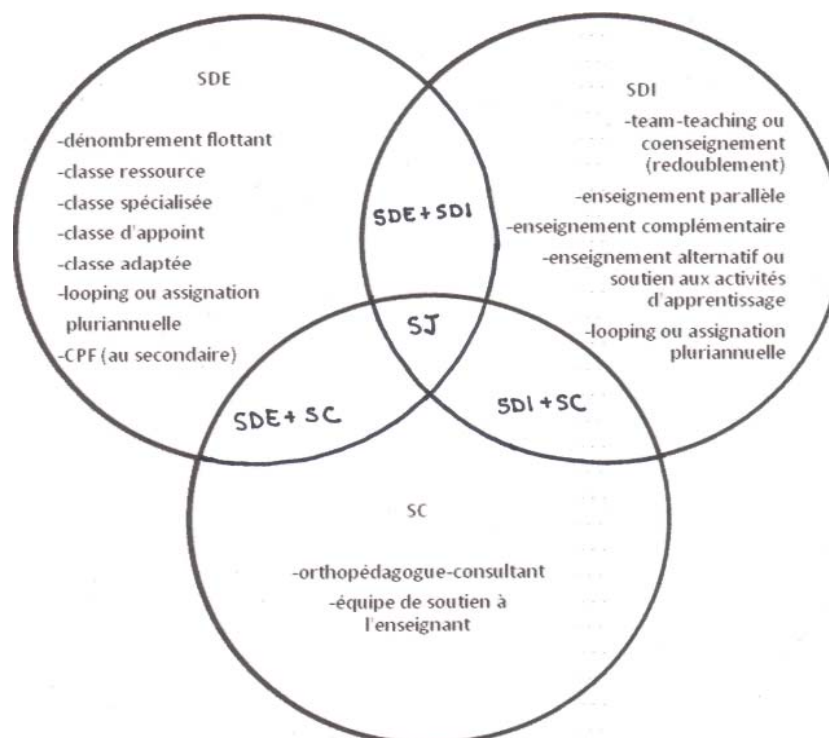 SDE
-dénombrement flottant
-classe ressource
-classe spécialisée
-classe d'appoint
-classe adaptée
-looping ou assignation
pluriannuelle
-CPF (au secondaire)
SDI
-team-teaching ou
coenseignement
(redoublement)
-enseignement parallèle
-enseignement complémentaire
-enseignement alternatif ou
soutien aux activités
d'apprentissage
-looping ou assignation
pluriannuelle
SDE + SDI
SJ
SDE + SC
SDI + SC
SC
-orthopédagogue-consultant
-équipe de soutien à
l'enseignant